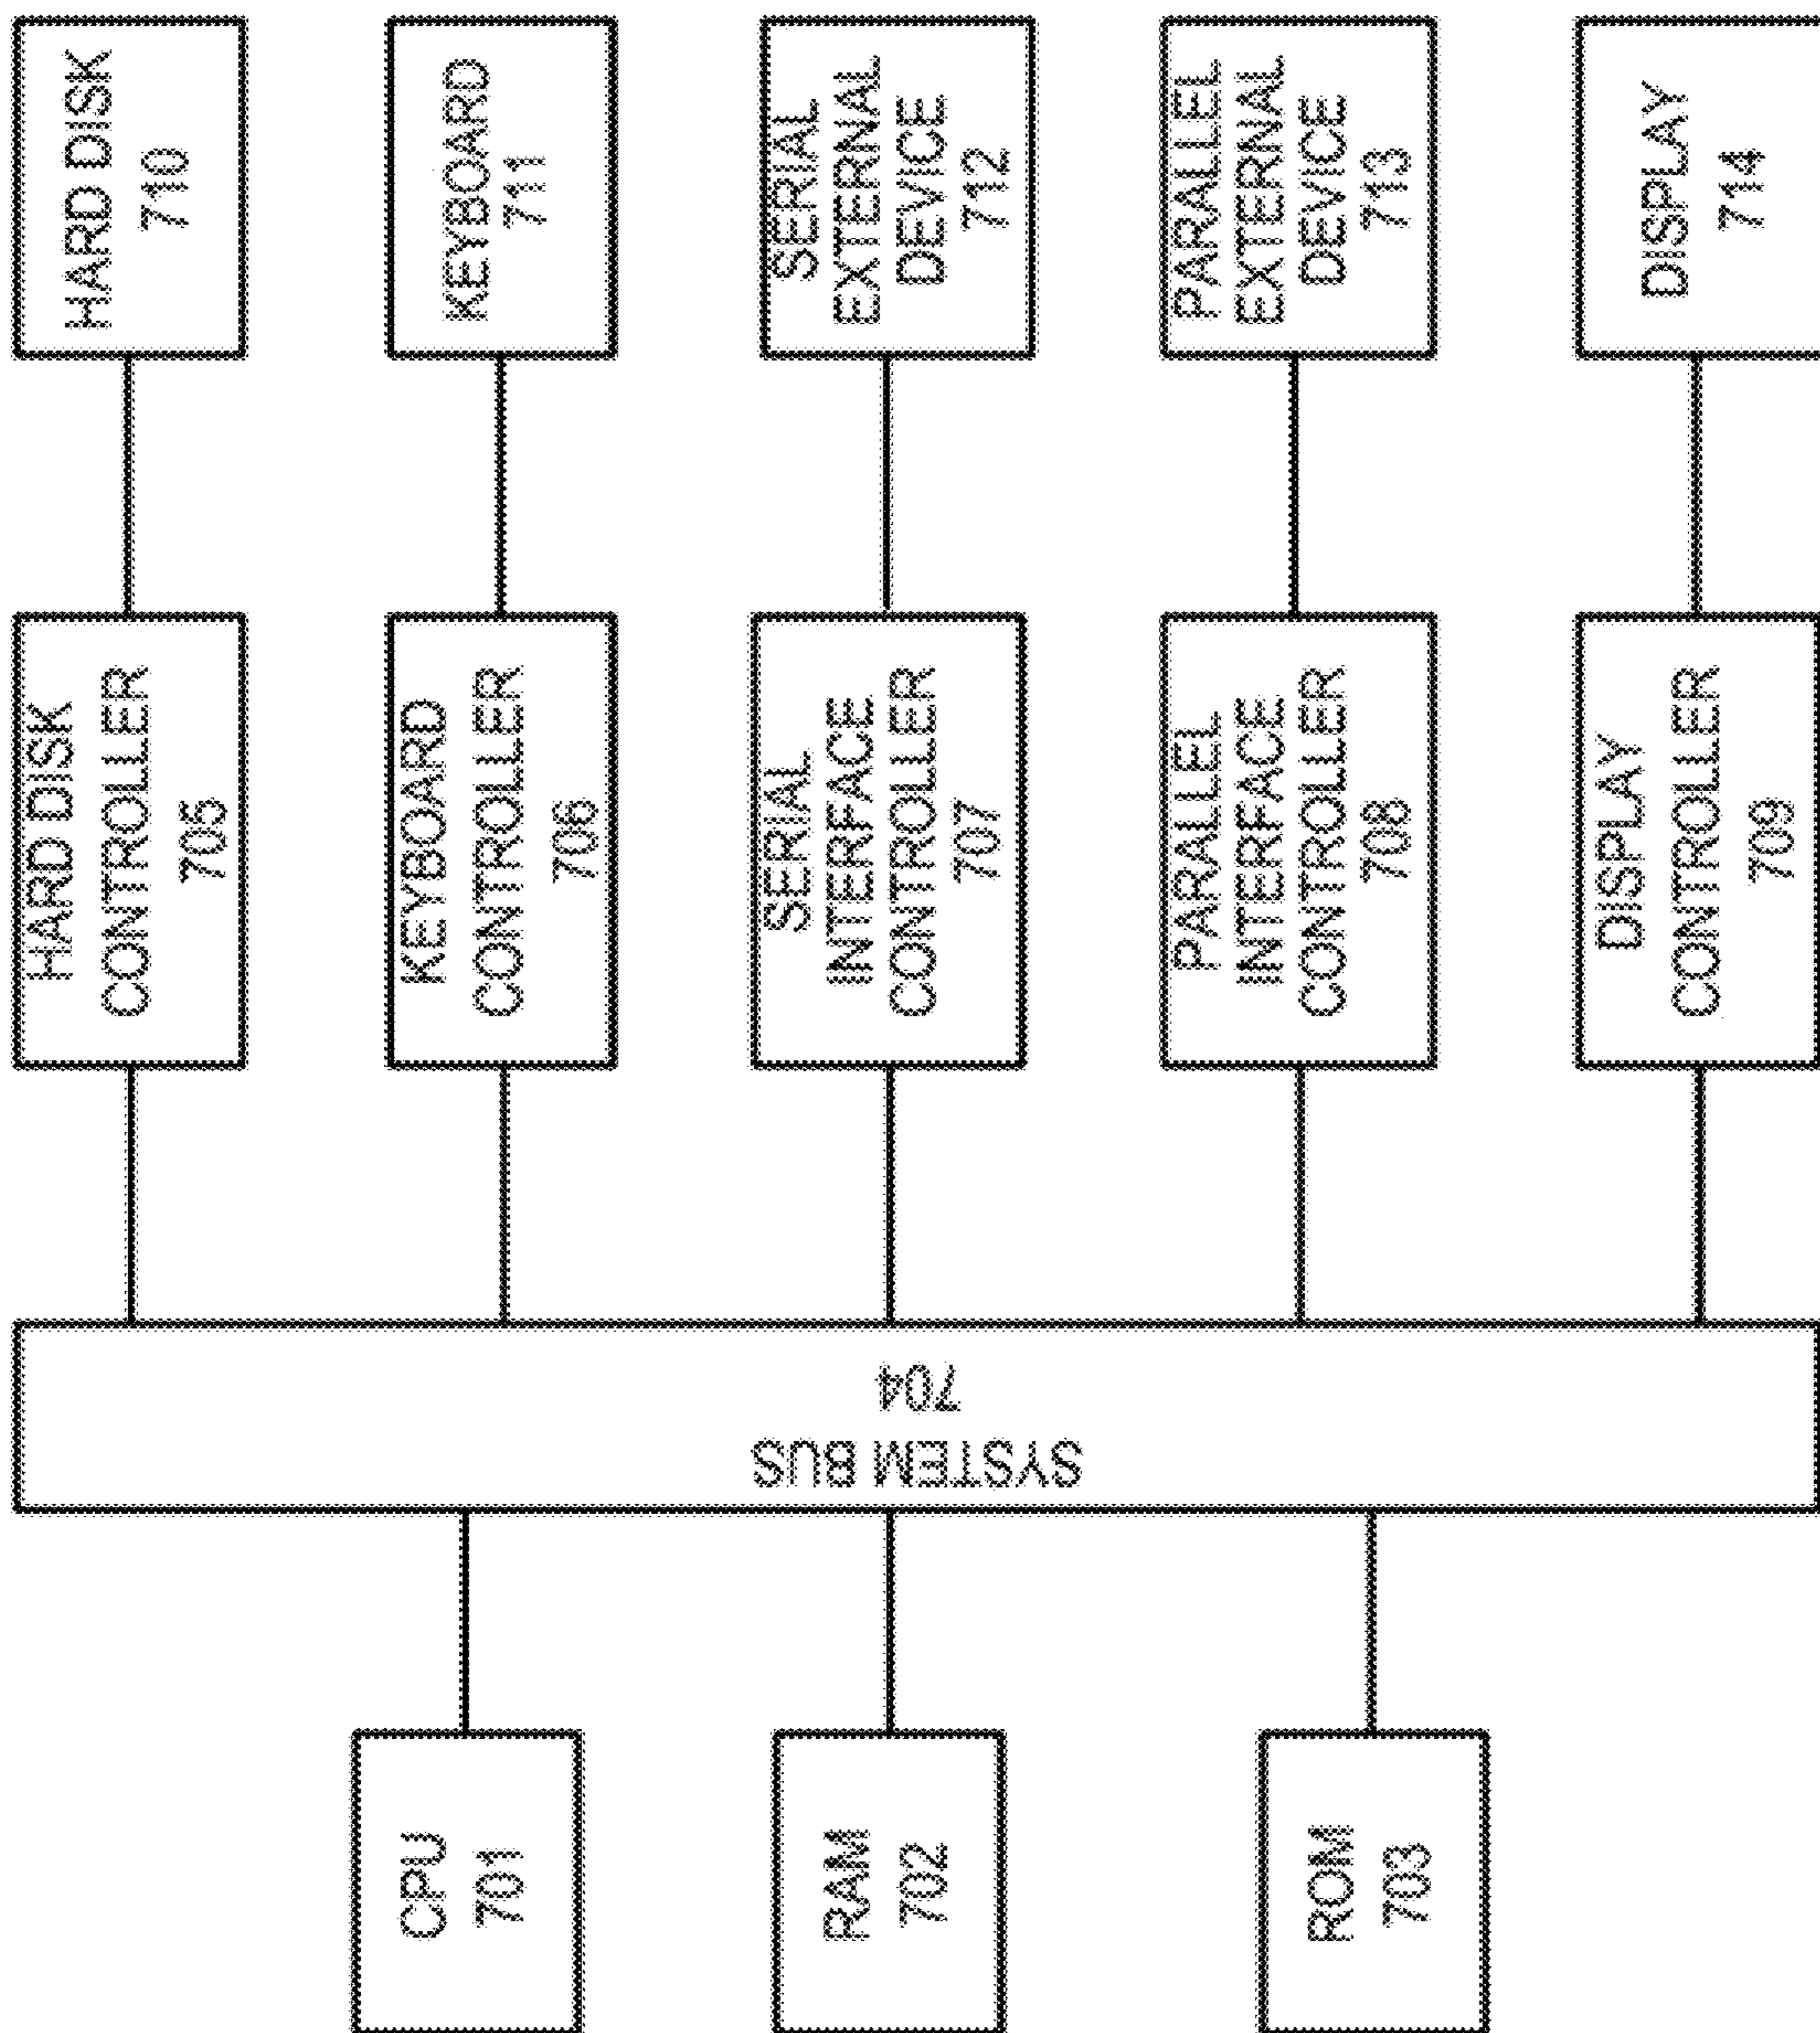 HARD DISK
710
KEYBOARD
711
SERIAL
EXTERNAL
DEVICE
712
PARALLEL
EXTERNAL
DEVICE
713
DISPLAY
714
HARD DISK
CONTROLLER
705
KEYBOARD
CONTROLLER
706
SERIAL
INTERFACE
CONTROLLER
707
PARALLEL
INTERFACE
CONTROLLER
708
DISPLAY
CONTROLLER
709
SYSTEM BUS
704
CPU
701
RAM
702
ROM
703